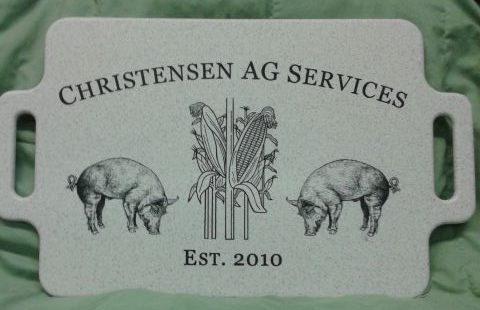 Christensen Ag Services
Est. 2010